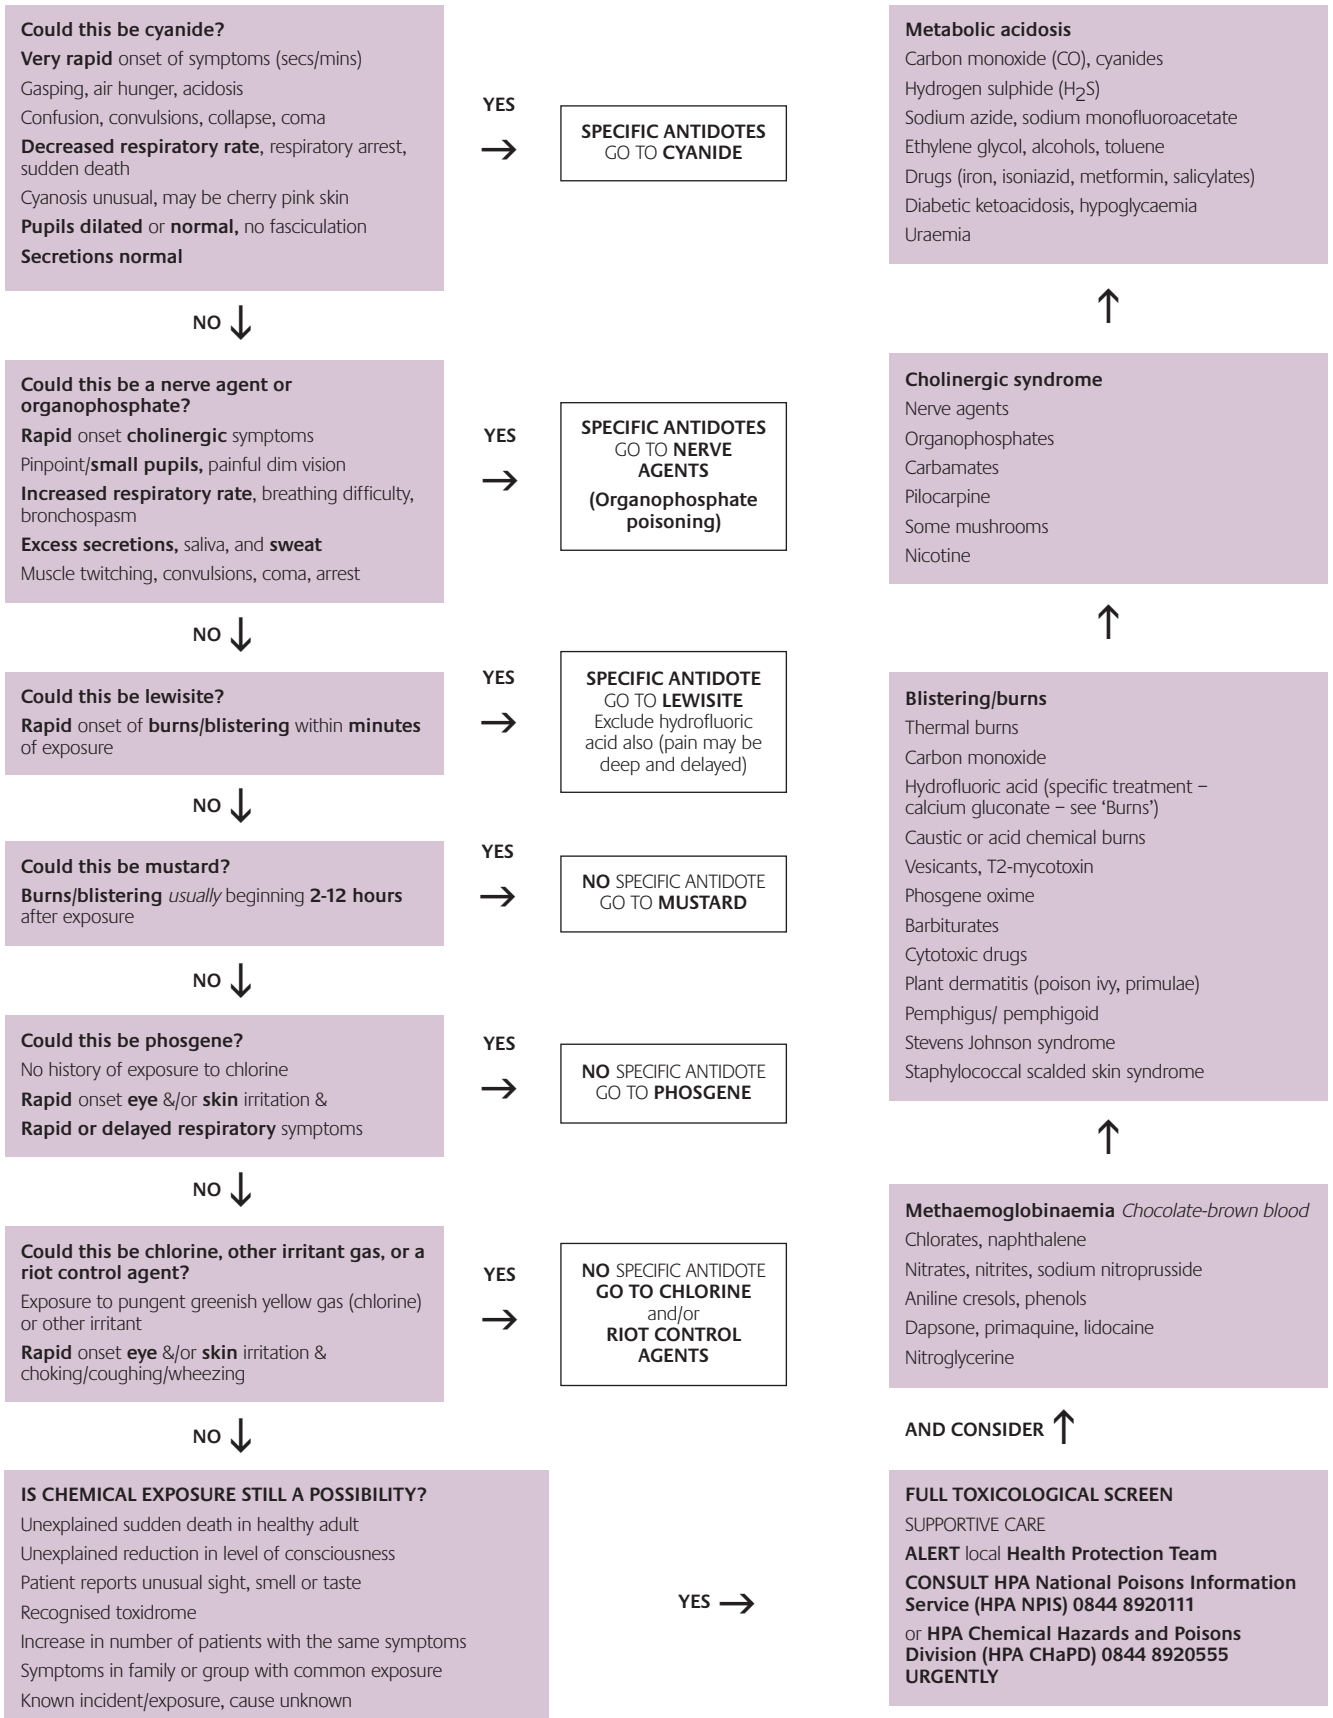 Could this be cyanide?
Very rapid onset of symptoms (secs/mins)
Gasping, air hunger, acidosis
Confusion, convulsions, collapse, coma
Decreased respiratory rate, respiratory arrest,
sudden death
Cyanosis unusual, may be cherry pink skin
Pupils dilated or normal, no fasciculation
Secretions normal
YES
SPECIFIC ANTIDOTES
GO TO CYANIDE
NO
Could this be a nerve agent or
organophosphate?
Rapid onset cholinergic symptoms
Pinpoint/small pupils, painful dim vision
Increased respiratory rate, breathing difficulty,
bronchospasm
Excess secretions, saliva, and sweat
Muscle twitching, convulsions, coma, arrest
YES
SPECIFIC ANTIDOTES
GO TO NERVE
AGENTS
(Organophosphate
poisoning)
NO
Could this be lewisite?
Rapid onset of burns/blistering within minutes
of exposure
YES
SPECIFIC ANTIDOTE
GO TO LEWISITE
Exclude hydrofluoric
acid also (pain may be
deep and delayed)
NO
Could this be mustard?
Burns/blistering usually beginning 2-12 hours
after exposure
YES
NO SPECIFIC ANTIDOTE
GO TO MUSTARD
NO
Could this be phosgene?
No history of exposure to chlorine
Rapid onset eye &/or skin irritation &
Rapid or delayed respiratory symptoms
YES
NO SPECIFIC ANTIDOTE
GO TO PHOSGENE
NO
Could this be chlorine, other irritant gas, or a
riot control agent?
Exposure to pungent greenish yellow gas (chlorine)
or other irritant
Rapid onset eye &/or skin irritation &
choking/coughing/wheezing
YES
NO SPECIFIC ANTIDOTE
GO TO CHLORINE
and/or
RIOT CONTROL
AGENTS
NO
IS CHEMICAL EXPOSURE STILL A POSSIBILITY?
Unexplained sudden death in healthy adult
Unexplained reduction in level of consciousness
Patient reports unusual sight, smell or taste
Recognised toxidrome
Increase in number of patients with the same symptoms
Symptoms in family or group with common exposure
Known incident/exposure, cause unknown
YES
FULL TOXICOLOGICAL SCREEN
SUPPORTIVE CARE
ALERT local Health Protection Team
CONSULT HPA National Poisons Information
Service (HPA NPIS) 0844 8920111
or HPA Chemical Hazards and Poisons
Division (HPA CHaPD) 0844 8920555
URGENTLY
AND CONSIDER
Methaemoglobinaemia Chocolate-brown blood
Chlorates, naphthalene
Nitrates, nitrites, sodium nitroprusside
Aniline cresols, phenols
Dapsone, primaquine, lidocaine
Nitroglycerine
Blistering/burns
Thermal burns
Carbon monoxide
Hydrofluoric acid (specific treatment –
calcium gluconate – see ‘Burns’)
Caustic or acid chemical burns
Vesicants, T2-mycotoxin
Phosgene oxime
Barbiturates
Cytotoxic drugs
Plant dermatitis (poison ivy, primulae)
Pemphigus/ pemphigoid
Stevens Johnson syndrome
Staphylococcal scalded skin syndrome
Cholinergic syndrome
Nerve agents
Organophosphates
Carbamates
Pilocarpine
Some mushrooms
Nicotine
Metabolic acidosis
Carbon monoxide (CO), cyanides
Hydrogen sulphide (H2S)
Sodium azide, sodium monofluoroacetate
Ethylene glycol, alcohols, toluene
Drugs (iron, isoniazid, metformin, salicylates)
Diabetic ketoacidosis, hypoglycaemia
Uraemia